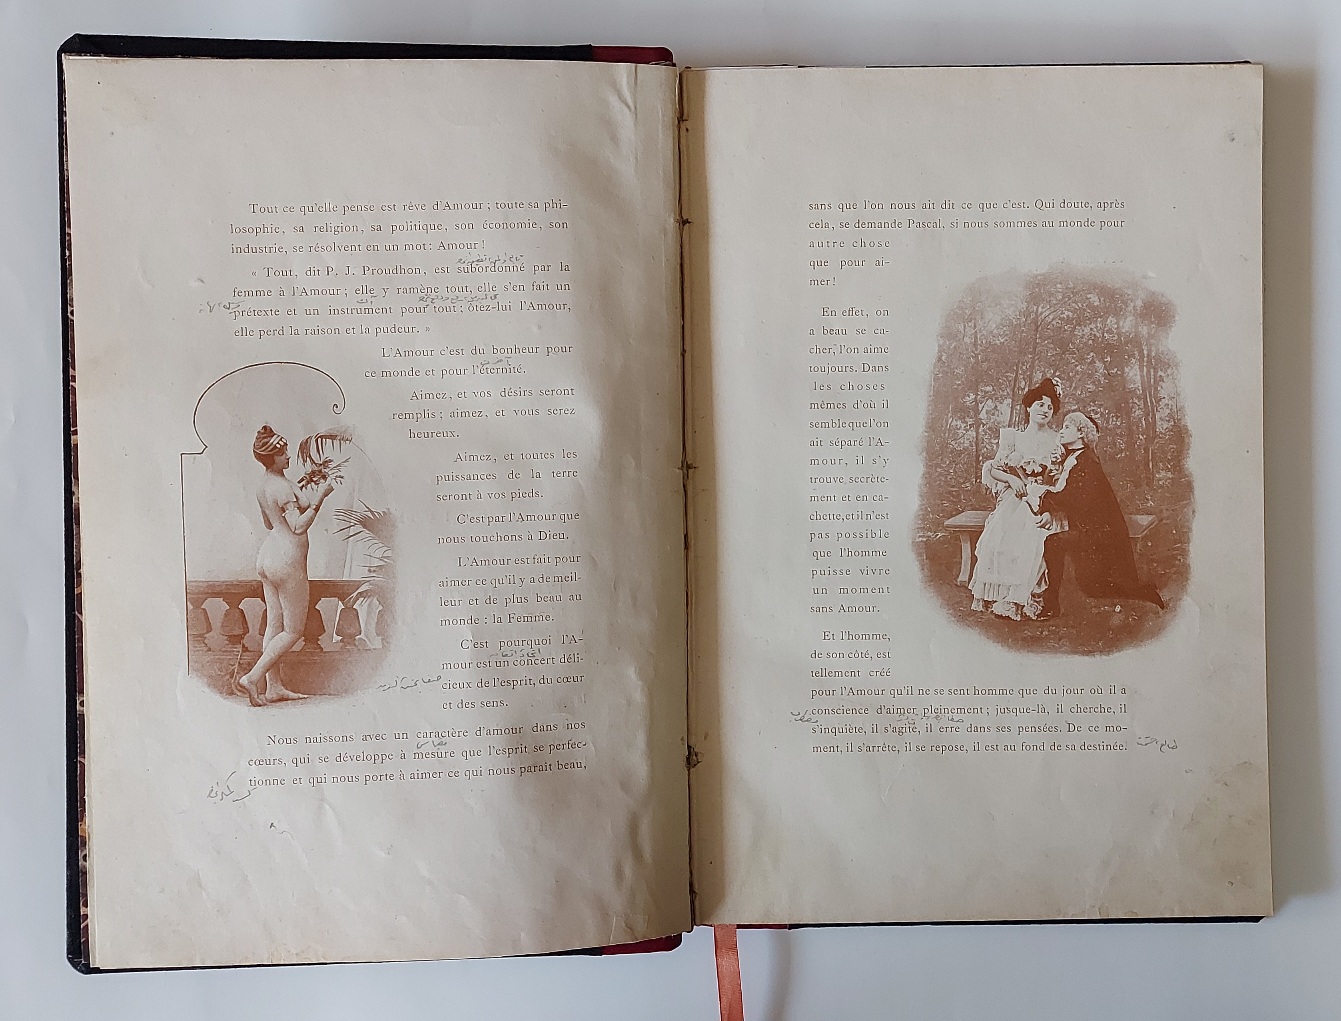 Tout ce qu'elle pense est rêve d'Amour ; toute sa phi-
losophie, sa religion, sa politique, son économie, son
industrie, se résolvent en un mot : Amour !
« Tout, dit P. J. Proudhon, est subordonné par la
femme à l'Amour ; elle y ramène tout, elle s'en fait un
prétexte et un instrument pour tout ; ôtez-lui l'Amour,
elle perd la raison et la pudeur. »
L'Amour c'est du bonheur pour
ce monde et pour l'éternité.
Aimez, et vos désirs seront
remplis ; aimez, et vous serez
heureux.
Aimez, et toutes les
puissances de la terre
seront à vos pieds.
C'est par l'Amour que
nous touchons à Dieu.
L'Amour est fait pour
aimer ce qu'il y a de meil-
leur et de plus beau au
monde : la Femme.
C'est pourquoi l'A-
mour est un concert déli-
cieux de l'esprit, du cœur
et des sens.
Nous naissons avec un caractère d'amour dans nos
cœurs, qui se développe à mesure que l'esprit se perfec-
tionne et qui nous porte à aimer ce qui nous paraît beau,
sans que l'on nous ait dit ce que c'est. Qui doute, après
cela, se demande Pascal, si nous sommes au monde pour
autre chose
que pour ai-
mer !
En effet, on
a beau se ca-
cher, l'on aime
toujours. Dans
les choses
mêmes d'où il
semble que l'on
ait séparé l'A-
mour, il s'y
trouve secrète-
ment et en ca-
chette, et il n'est
pas possible
que l'homme
puisse vivre
un moment
sans Amour.
Et l'homme,
de son côté, est
tellement créé
pour l'Amour qu'il ne se sent homme que du jour où il a
conscience d'aimer pleinement ; jusque-là, il cherche, il
s'inquiète, il s'agite, il erre dans ses pensées. De ce mo-
ment, il s'arrête, il se repose, il est au fond de sa destinée.